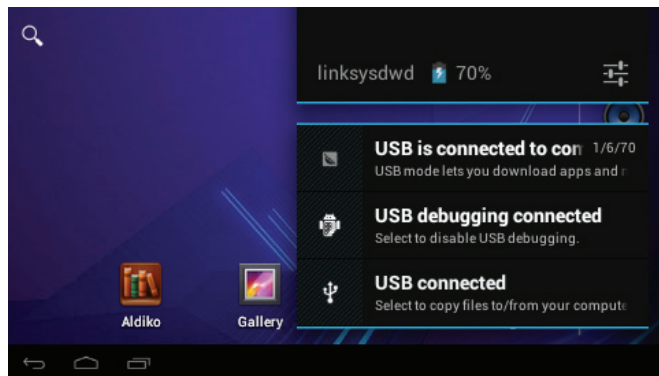 linksysdwd 70%
USB is connected to con 1/6/70
USB mode lets you download apps and
USB debugging connected
Select to disable USB debugging.
USB connected
Select to copy files to/from your compute
Aldiko
Gallery